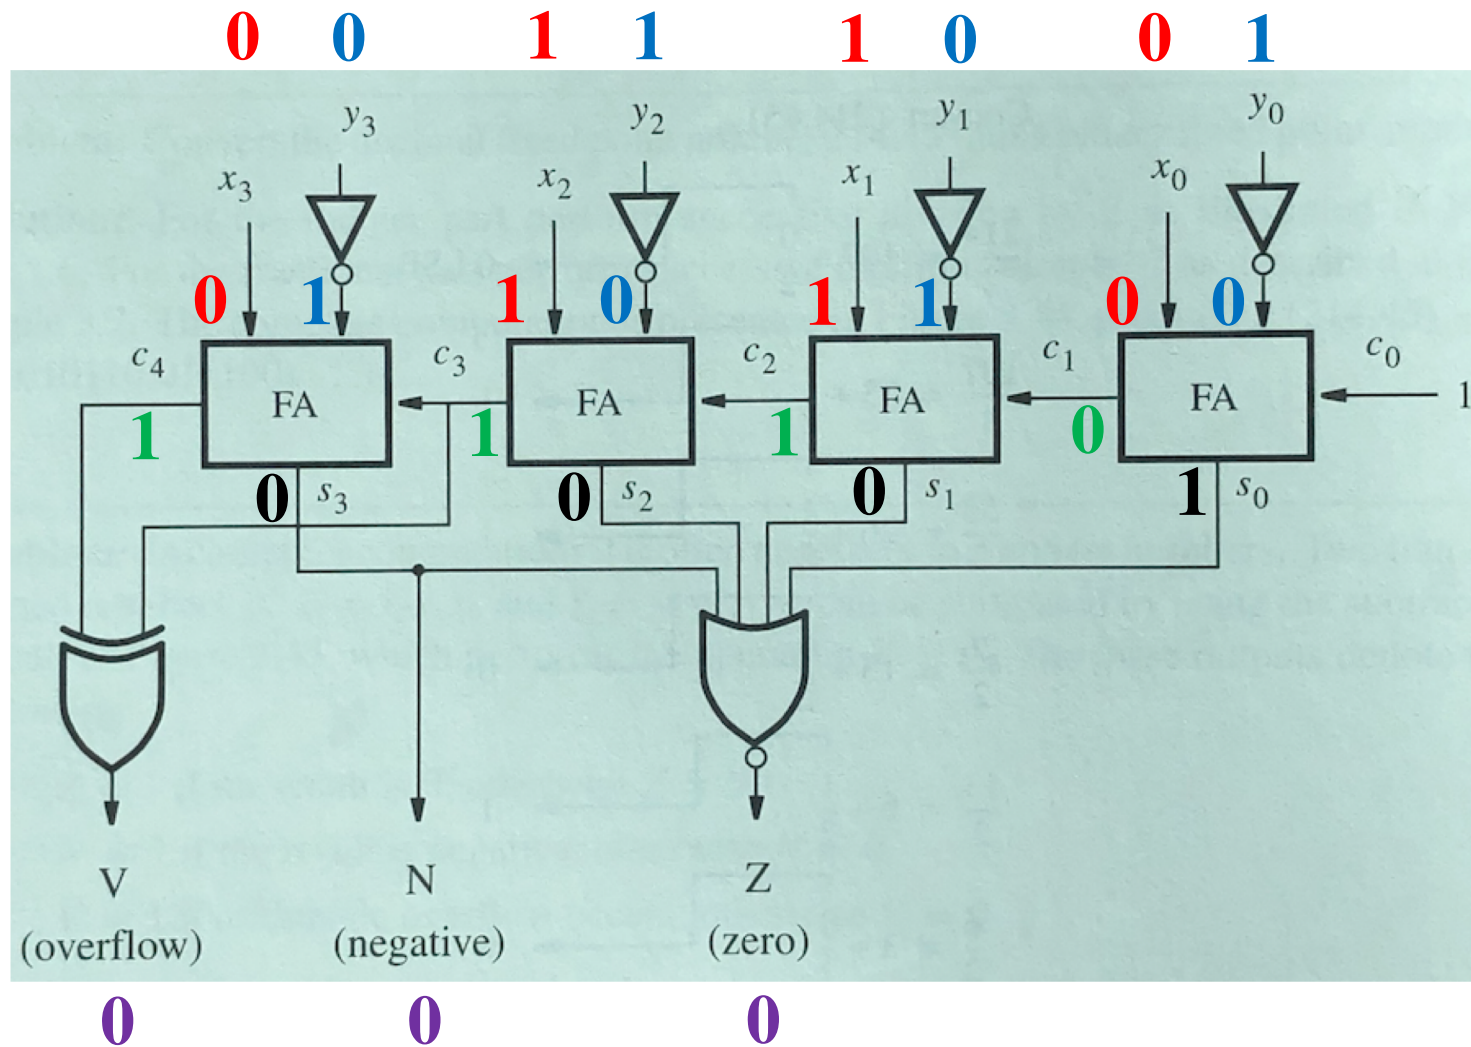 0 0 1 1 1 0 0 1
y3 y2 y1 y0
x3 x2 x1 x0
0 1 1 0 1 1 0 0
c4 c3 c2 c1 c0
FA FA FA FA 1
1 1 1 0
0 s3 0 s2 0 s1 1 s0
V N Z
(overflow) (negative) (zero)
0 0 0